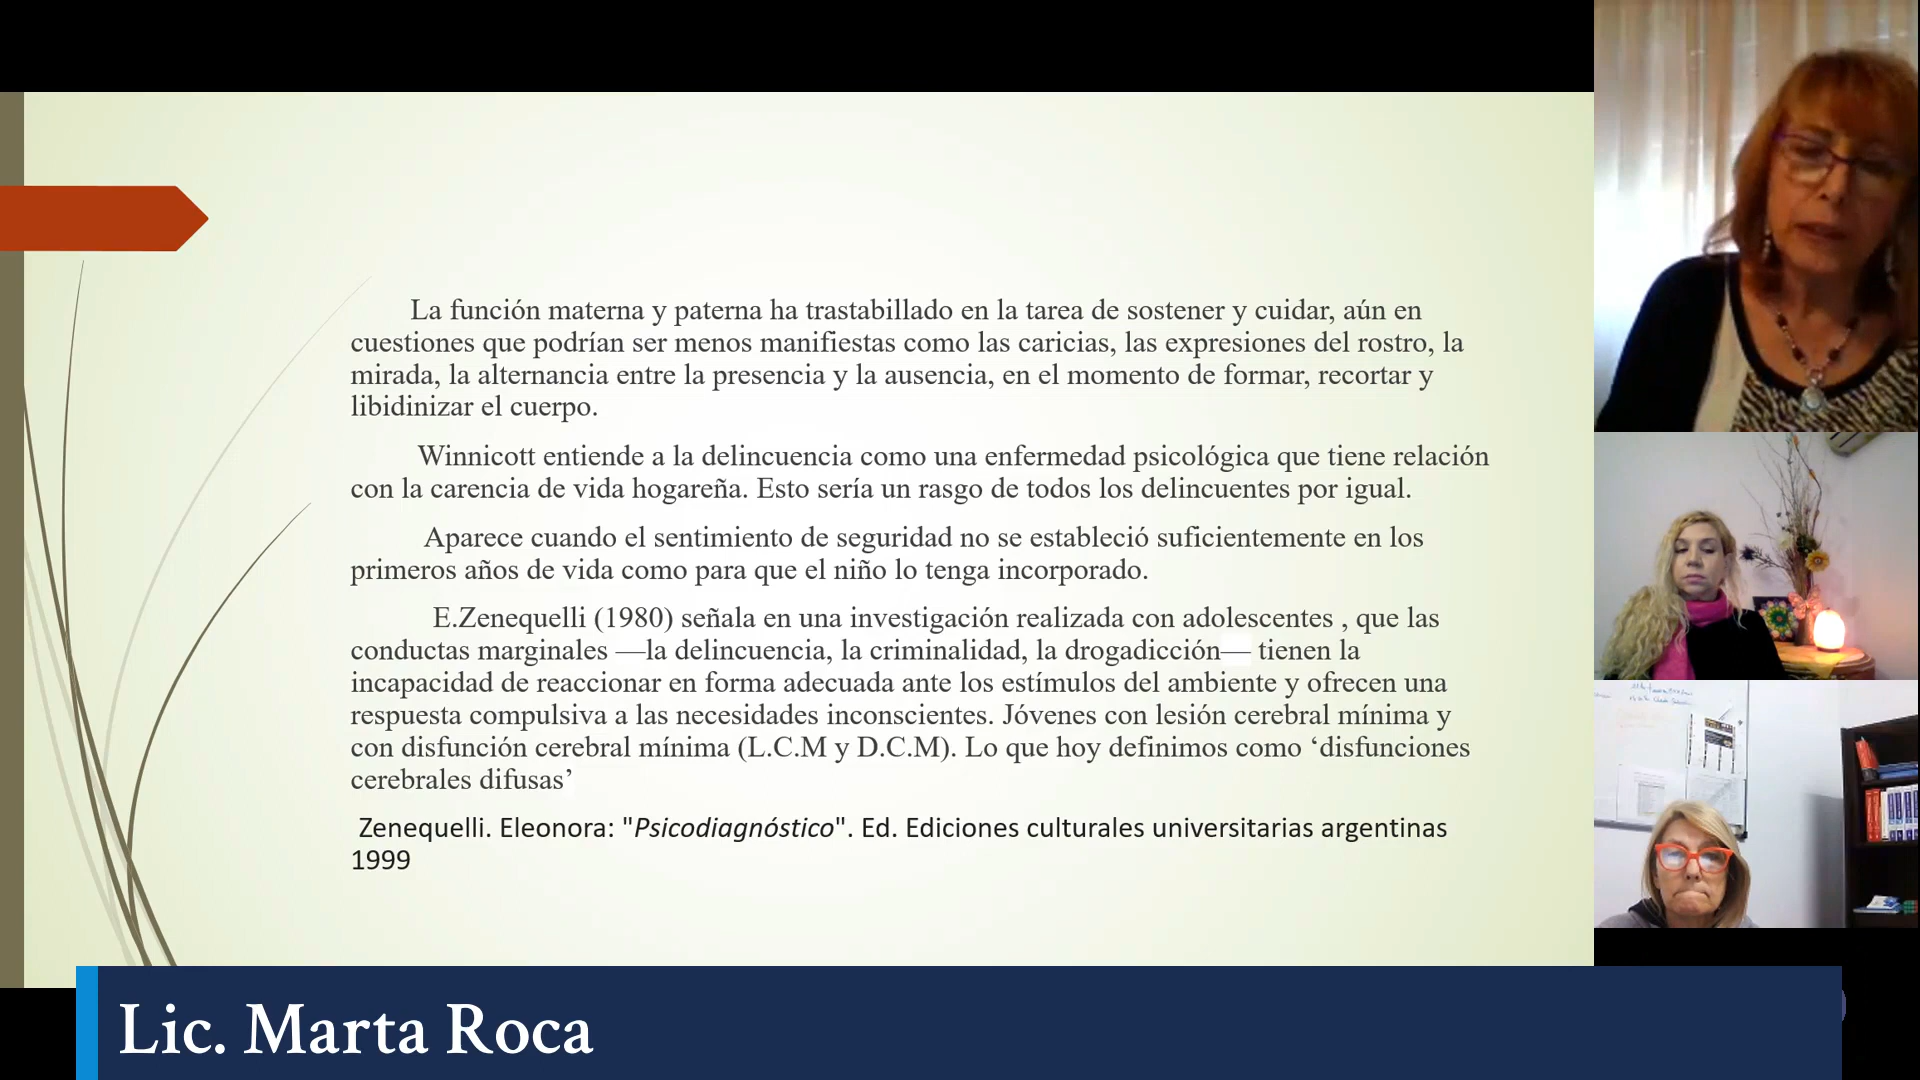 La función materna y paterna ha trastabillado en la tarea de sostener y cuidar, aún en
cuestiones que podrían ser menos manifiestas como las caricias, las expresiones del rostro, la
mirada, la alternancia entre la presencia y la ausencia, en el momento de formar, recortar y
libidinizar el cuerpo.
Winnicott entiende a la delincuencia como una enfermedad psicológica que tiene relación
con la carencia de vida hogareña. Esto sería un rasgo de todos los delincuentes por igual.
Aparece cuando el sentimiento de seguridad no se estableció suficientemente en los
primeros años de vida como para que el niño lo tenga incorporado.
E.Zenequelli (1980) señala en una investigación realizada con adolescentes , que las
conductas marginales —la delincuencia, la criminalidad, la drogadicción— tienen la
incapacidad de reaccionar en forma adecuada ante los estímulos del ambiente y ofrecen una
respuesta compulsiva a las necesidades inconscientes. Jóvenes con lesión cerebral mínima y
con disfunción cerebral mínima (L.C.M y D.C.M). Lo que hoy definimos como ‘disfunciones
cerebrales difusas’
Zenequelli. Eleonora: "Psicodiagnóstico". Ed. Ediciones culturales universitarias argentinas
1999
Lic. Marta Roca